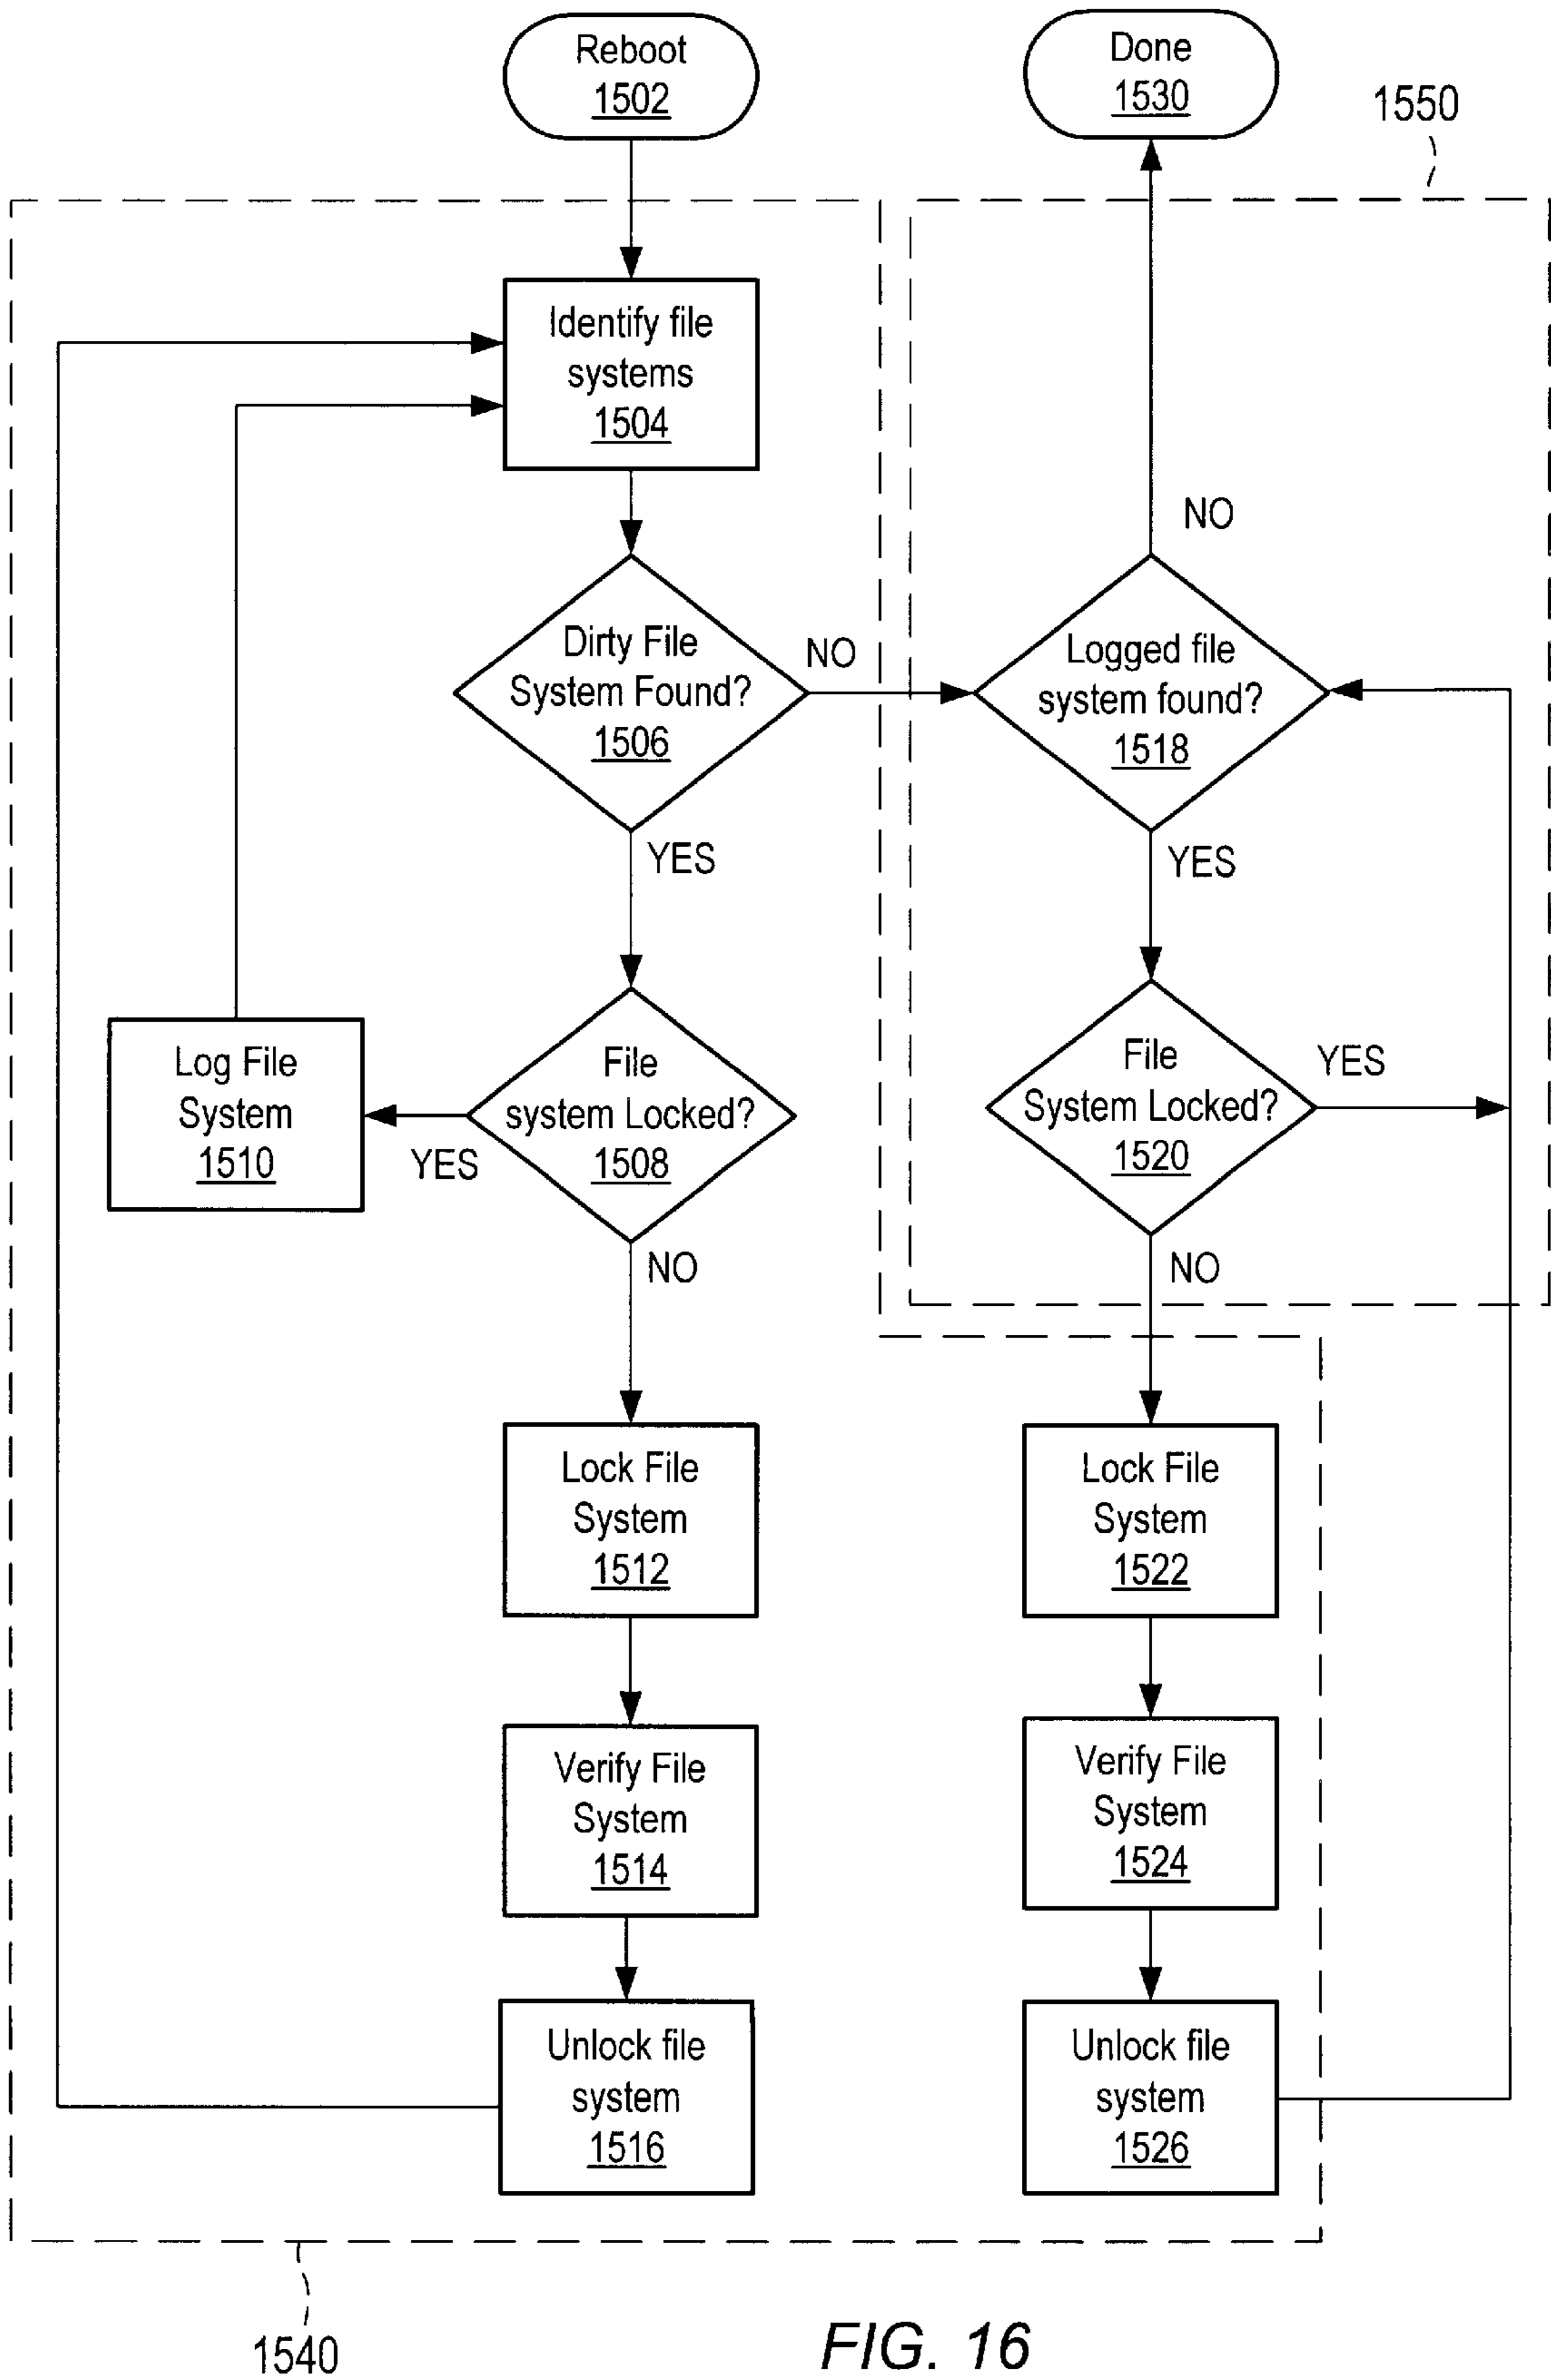 Reboot
1502
Done
1530
1550
Identify file
systems
1504
NO
Dirty File
System Found?
1506
NO
Logged file
system found?
1518
YES
YES
Log File
System
1510
YES
File
system Locked?
1508
File
System Locked?
1520
YES
NO
NO
Lock File
System
1512
Lock File
System
1522
Verify File
System
1514
Verify File
System
1524
Unlock file
system
1516
Unlock file
system
1526
1540
FIG. 16